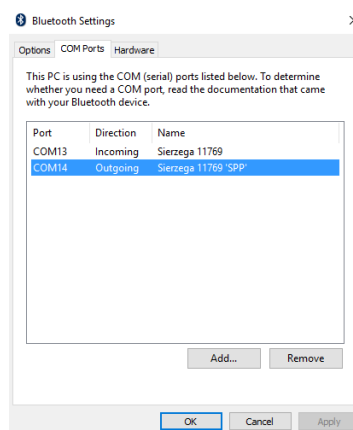 Bluetooth Settings
Options COM Ports Hardware
This PC is using the COM (serial) ports listed below. To determine
whether you need a COM port, read the documentation that came
with your Bluetooth device.
Port Direction Name
COM13 Incoming Sierzega 11769
COM14 Outgoing Sierzega 11769 'SPP'
Add... Remove
OK Cancel Apply